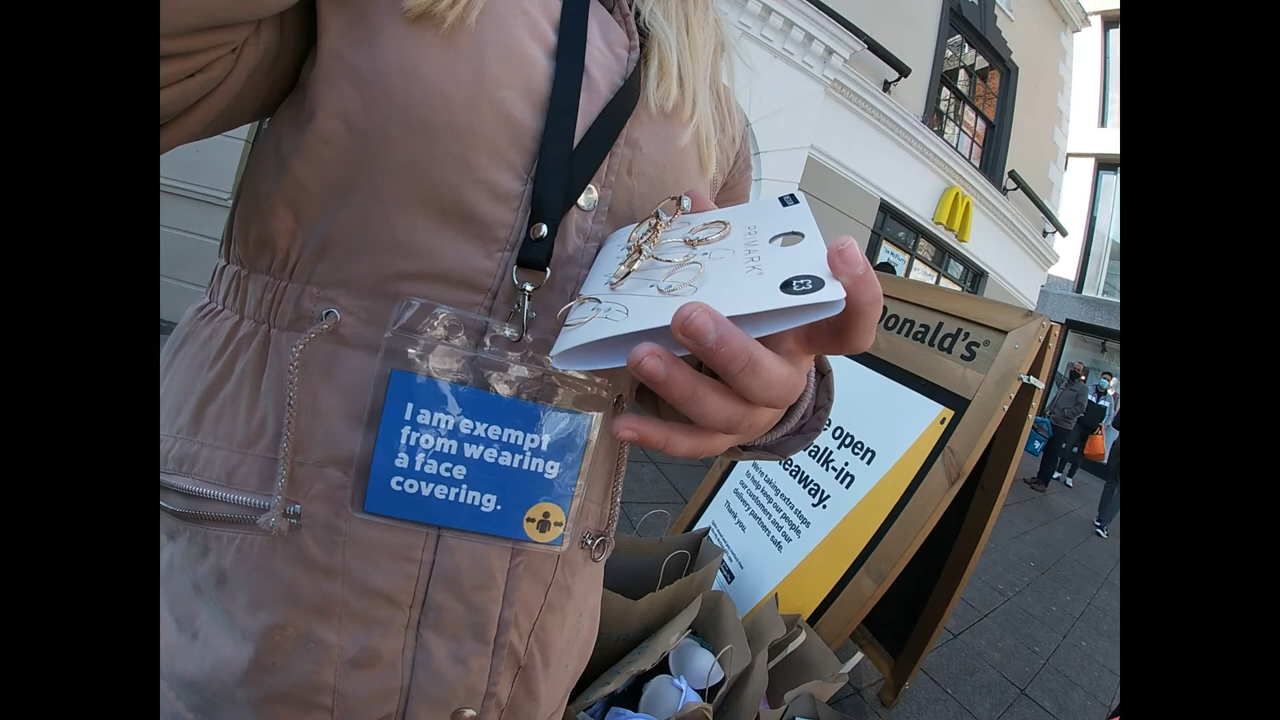 I am exempt
from wearing
a face
covering.
PRIMARK
£3
Donald's®
open
alk-in
eaway.
We're taking extra steps
to help keep our people,
our customers and our
delivery partners safe.
Thank you.